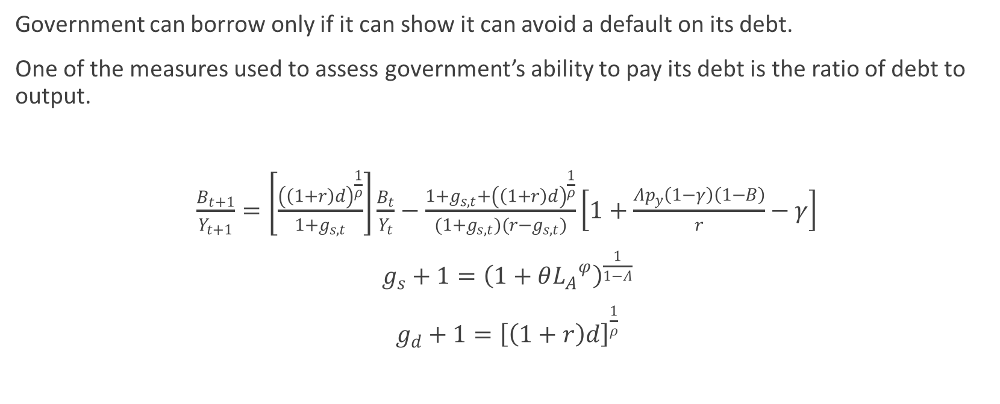 Government can borrow only if it can show it can avoid a default on its debt.
One of the measures used to assess government’s ability to pay its debt is the ratio of debt to
output.
\frac{B_{t+1}}{Y_{t+1}} = \left[\frac{((1+r)d)^{\frac{1}{\rho}}}{1+g_{s,t}}\right]\frac{B_t}{Y_t} - \frac{1+g_{s,t}+((1+r)d)^{\frac{1}{\rho}}}{(1+g_{s,t})(r-g_{s,t})}\left[1 + \frac{\Lambda p_y(1-\gamma)(1-B)}{r} - \gamma\right]
g_s + 1 = (1 + \theta L_A{}^{\varphi})^{\frac{1}{1-\Lambda}}
g_d + 1 = [(1 + r)d]^{\frac{1}{\rho}}